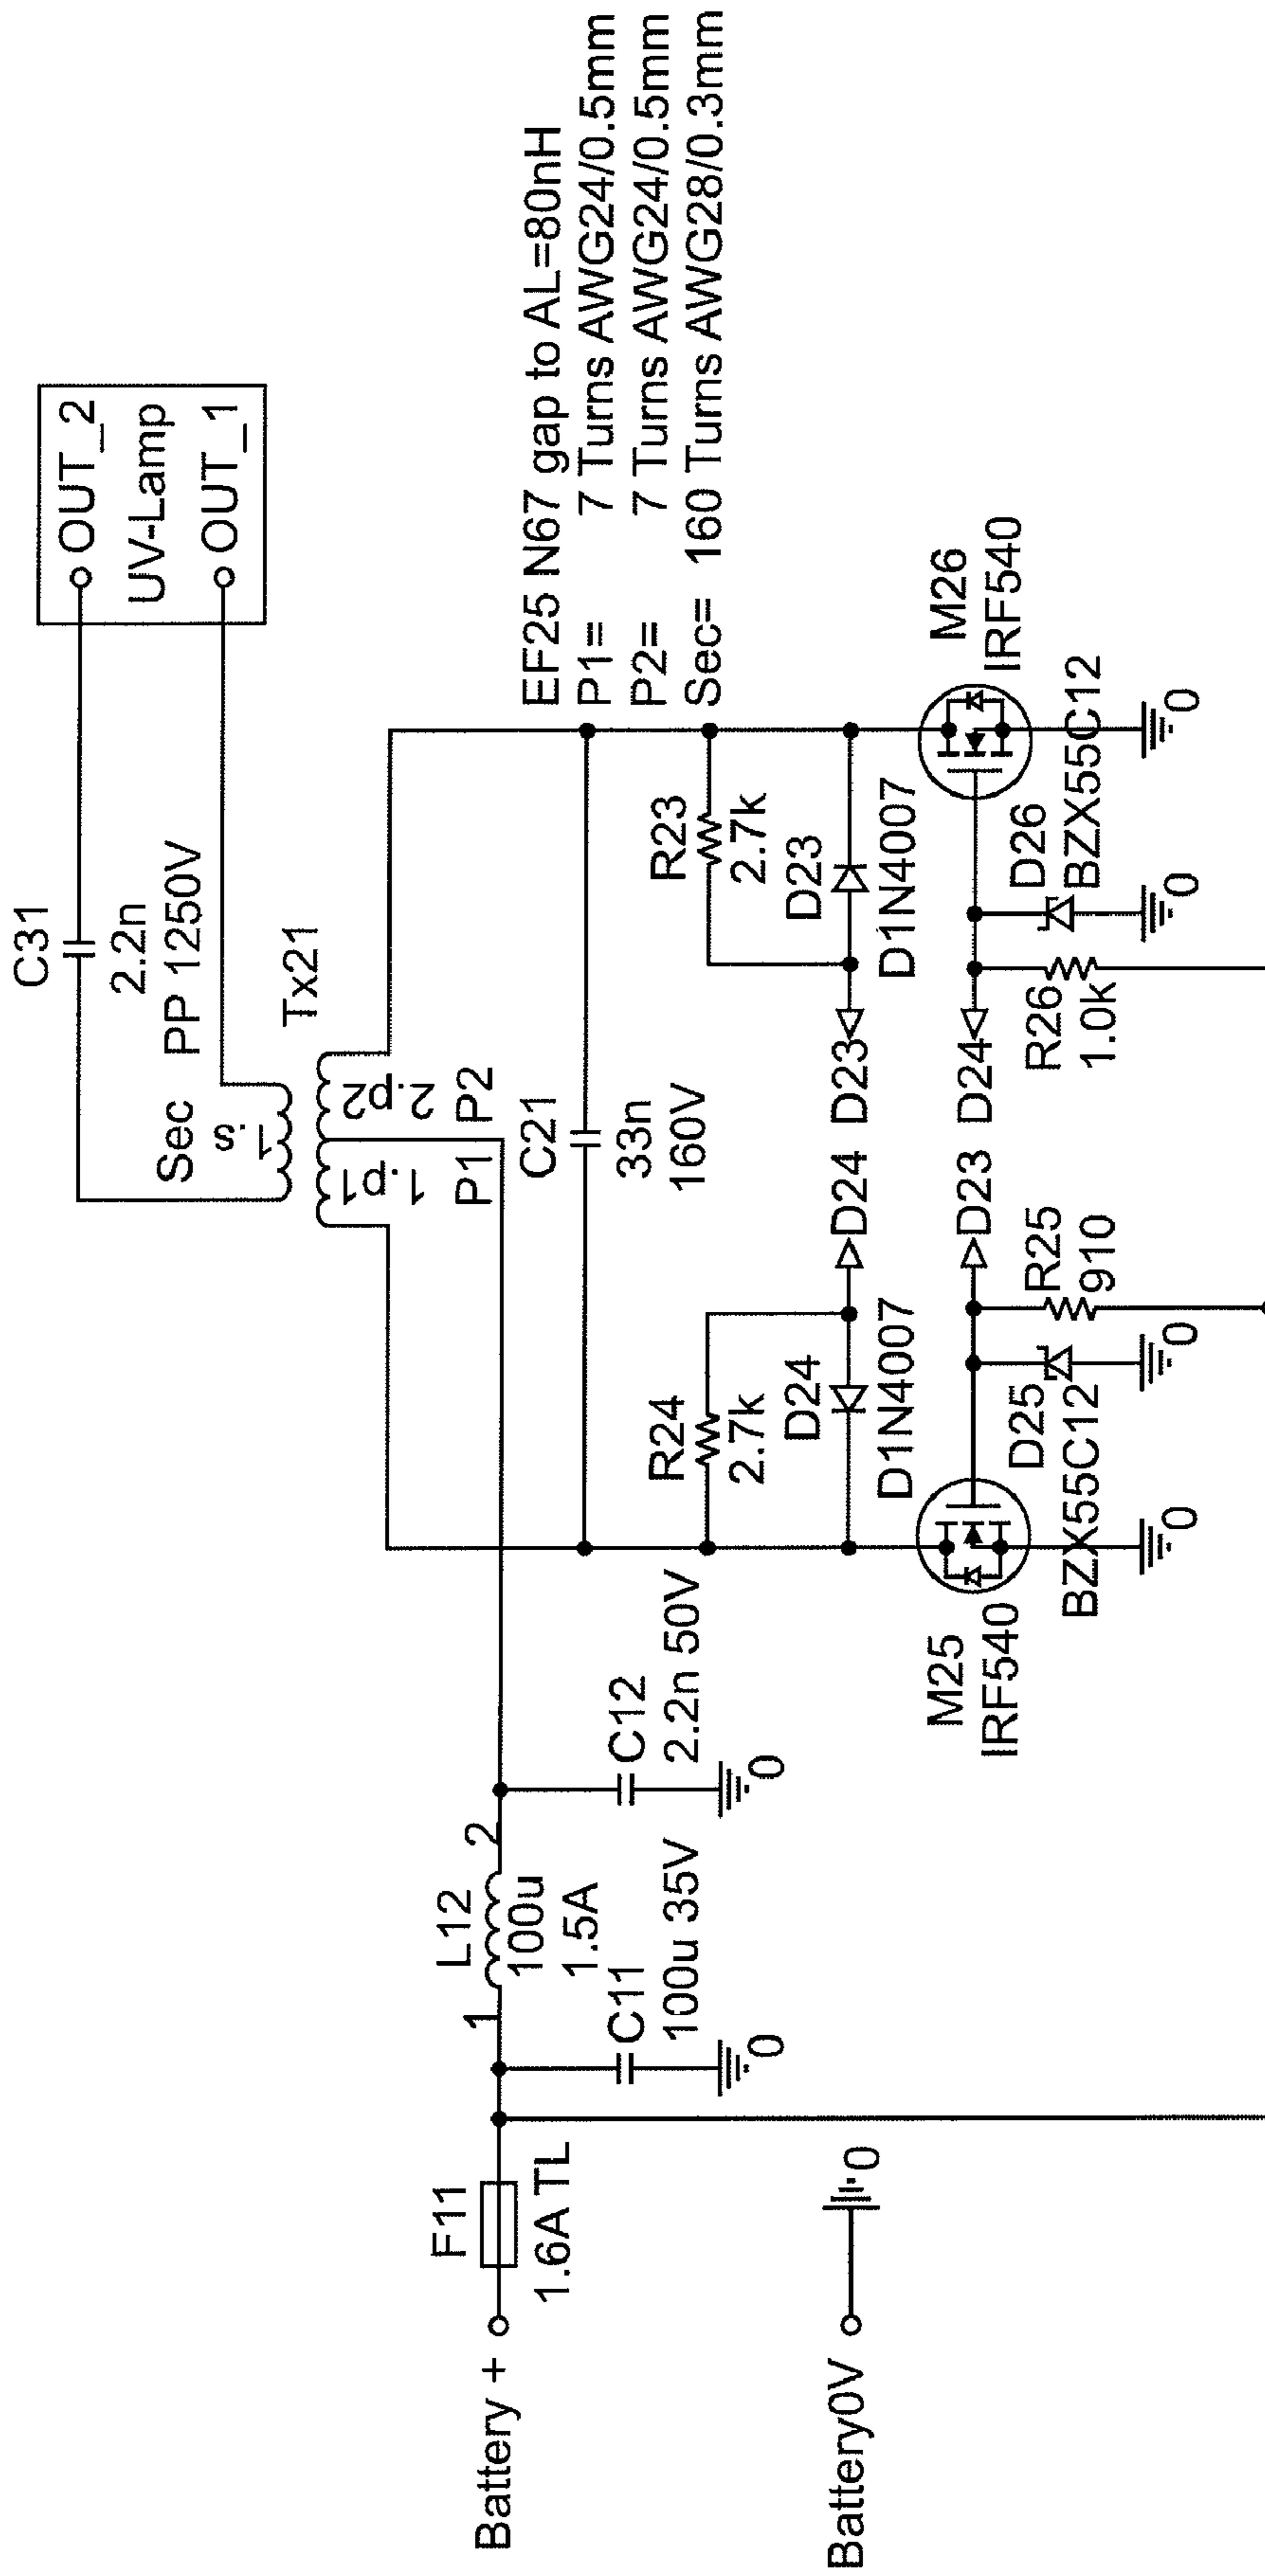 C31
2.2n
PP 1250V
OUT_2
UV-Lamp
OUT_1
Sec
Tx21
1.s
1.p1
2.p2
P1
P2
EF25 N67 gap to AL=80nH
P1= 7 Turns AWG24/0.5mm
P2= 7 Turns AWG24/0.5mm
Sec= 160 Turns AWG28/0.3mm
Battery +
F11
1.6A TL
1
L12
2
100u
1.5A
C11
100u 35V
0
C12
2.2n 50V
0
C21
33n
160V
R24
2.7k
D24
D1N4007
D24
R23
2.7k
D23
D1N4007
D23
Battery0V
0
M25
IRF540
0
D25
BZX55C12
0
D23
R25
910
D24
R26
1.0k
D26
BZX55C12
0
M26
IRF540
0